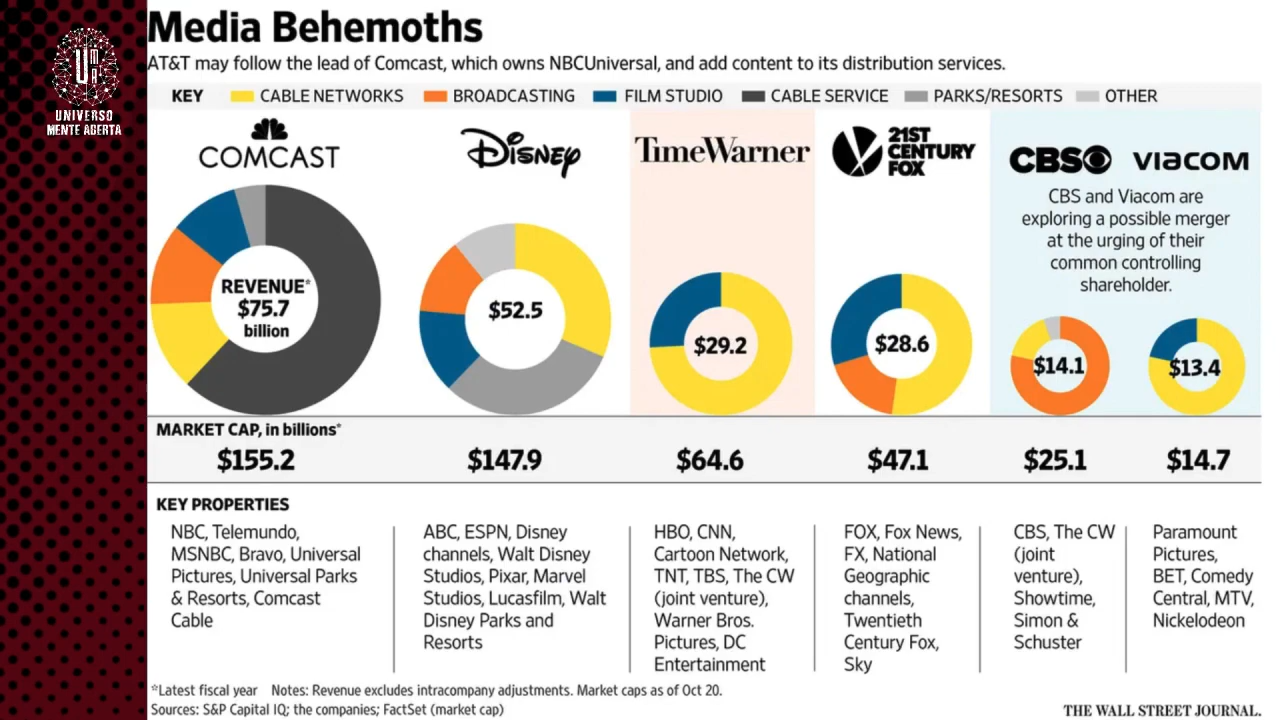 UNIVERSO
MENTE ABERTA
Media Behemoths
AT&T may follow the lead of Comcast, which owns NBCUniversal, and add content to its distribution services.
KEY CABLE NETWORKS BROADCASTING FILM STUDIO CABLE SERVICE PARKS/RESORTS OTHER
COMCAST
REVENUE*
$75.7
billion
DISNEY
$52.5
TimeWarner
$29.2
21ST
CENTURY
FOX
$28.6
CBS VIACOM
CBS and Viacom are
exploring a possible merger
at the urging of their
common controlling
shareholder.
$14.1
$13.4
MARKET CAP, in billions*
$155.2 $147.9 $64.6 $47.1 $25.1 $14.7
KEY PROPERTIES
NBC, Telemundo,
MSNBC, Bravo, Universal
Pictures, Universal Parks
& Resorts, Comcast
Cable
ABC, ESPN, Disney
channels, Walt Disney
Studios, Pixar, Marvel
Studios, Lucasfilm, Walt
Disney Parks and
Resorts
HBO, CNN,
Cartoon Network,
TNT, TBS, The CW
(joint venture),
Warner Bros.
Pictures, DC
Entertainment
FOX, Fox News,
FX, National
Geographic
channels,
Twentieth
Century Fox,
Sky
CBS, The CW
(joint
venture),
Showtime,
Simon &
Schuster
Paramount
Pictures,
BET, Comedy
Central, MTV,
Nickelodeon
*Latest fiscal year Notes: Revenue excludes intracompany adjustments. Market caps as of Oct 20.
Sources: S&P Capital IQ; the companies; FactSet (market cap)
THE WALL STREET JOURNAL.